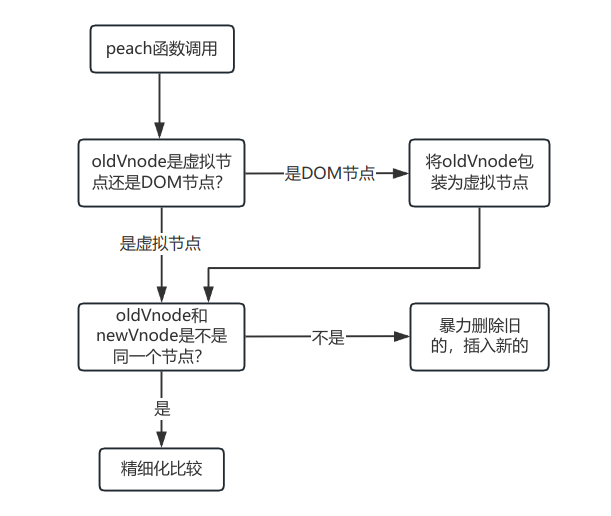 peach函数调用
oldVnode是虚拟节
点还是DOM节点？
是DOM节点
将oldVnode包
装为虚拟节点
是虚拟节点
oldVnode和
newVnode是不是
同一个节点？
不是
暴力删除旧
的，插入新的
是
精细化比较